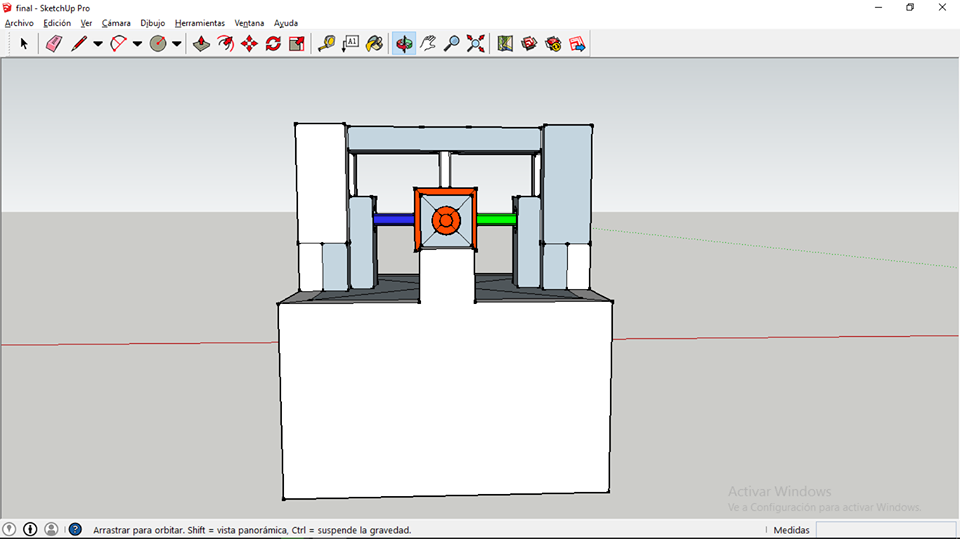 final - SketchUp Pro
Archivo Edición Ver Cámara Dibujo Herramientas Ventana Ayuda
A1
Activar Windows
Ve a Configuración para activar Windows.
Arrastrar para orbitar. Shift = vista panorámica, Ctrl = suspende la gravedad.
Medidas